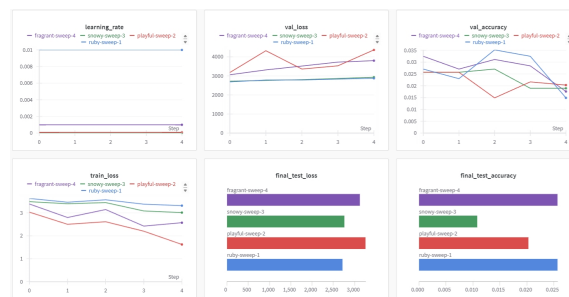 learning_rate
fragrant-sweep-4 snowy-sweep-3 playful-sweep-2
ruby-sweep-1
0.01
0.008
0.006
0.004
0.002
0
Step
0 1 2 3 4
val_loss
fragrant-sweep-4 snowy-sweep-3 playful-sweep-2
ruby-sweep-1
4000
3000
2000
1000
0
Step
0 1 2 3 4
val_accuracy
fragrant-sweep-4 snowy-sweep-3 playful-sweep-2
ruby-sweep-1
0.035
0.03
0.025
0.02
0.015
0.01
0.005
0
Step
0 1 2 3 4
train_loss
fragrant-sweep-4 snowy-sweep-3 playful-sweep-2
ruby-sweep-1
3
2
1
0
Step
0 1 2 3 4
final_test_loss
fragrant-sweep-4
snowy-sweep-3
playful-sweep-2
ruby-sweep-1
0 500 1,000 1,500 2,000 2,500 3,000
final_test_accuracy
fragrant-sweep-4
snowy-sweep-3
playful-sweep-2
ruby-sweep-1
0.000 0.005 0.010 0.015 0.020 0.025